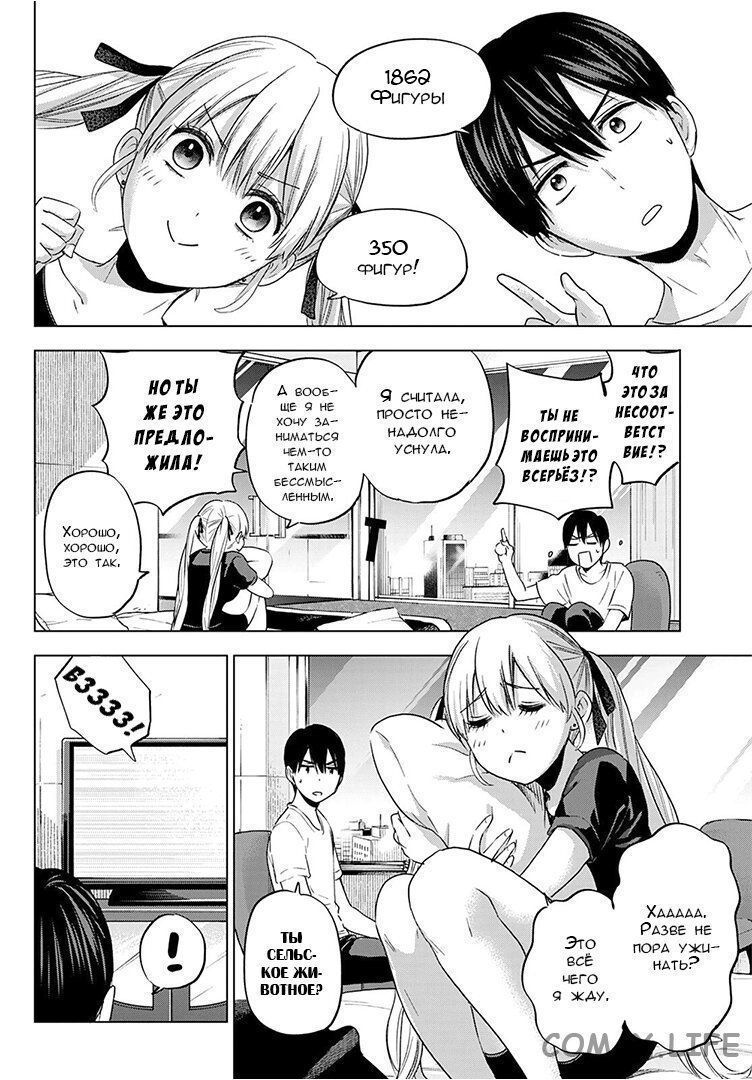 1862
фигуры
350
фигур!
ЧТО
ЭТО ЗА
НЕСООТ-
ВЕТСТ
ВИЕ!?
ТЫ НЕ
ВОСПРИНИ-
МАЕШЬ ЭТО
ВСЕРЬЁЗ!?
Я считала,
просто не-
надолго
уснула.
А вооб-
ще я не
хочу за-
ниматься
чем-то
таким
бессмыс-
ленным.
НО ТЫ
ЖЕ ЭТО
ПРЕДЛО-
ЖИЛА!
Хорошо,
хорошо,
это так.
Т
Хааааа.
Разве не
пора ужи-
нать?
Это
всё
чего
я жду.
ТЫ
СЕЛЬС-
КОЕ ЖИ-
ВОТНОЕ?
БЗЗЗЗ!
!
COM-X.LIFE